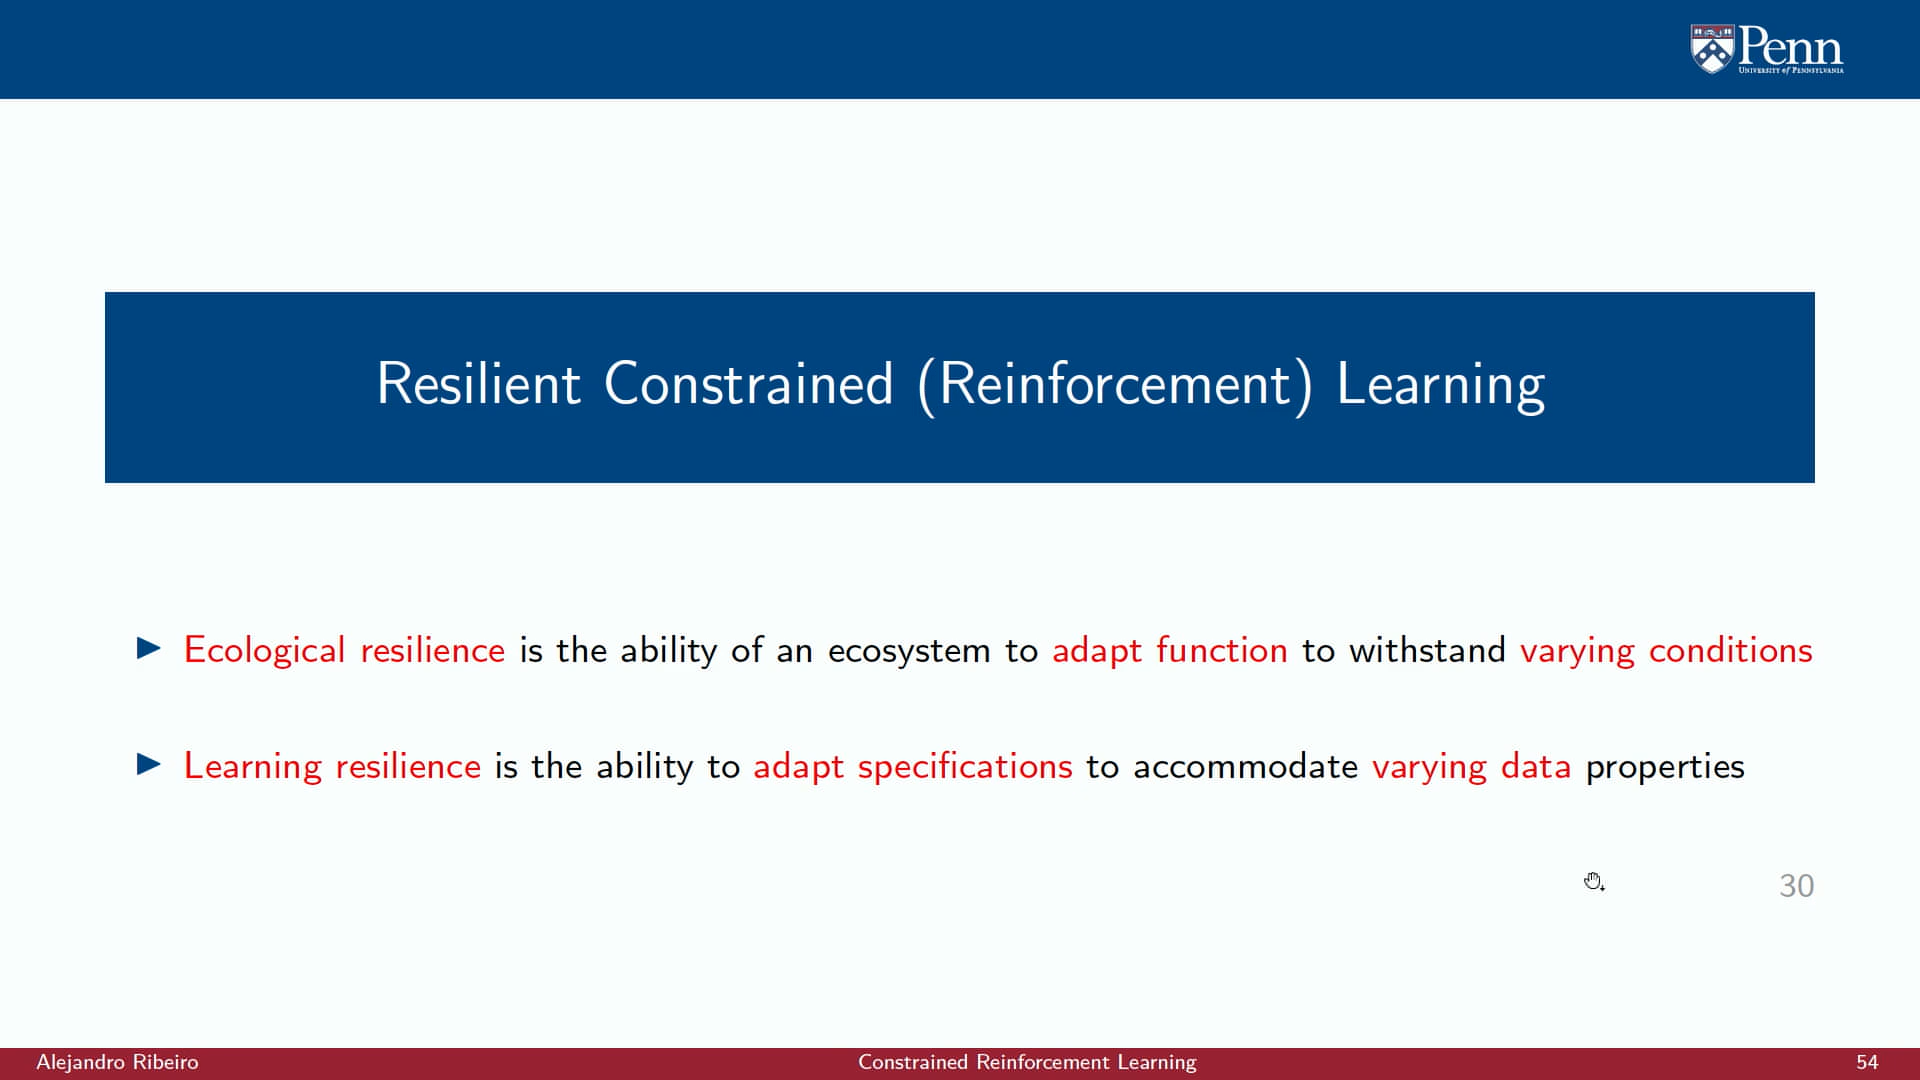 Penn
University of Pennsylvania
Resilient Constrained (Reinforcement) Learning
Ecological resilience is the ability of an ecosystem to adapt function to withstand varying conditions
Learning resilience is the ability to adapt specifications to accommodate varying data properties
30
Alejandro Ribeiro
Constrained Reinforcement Learning
54